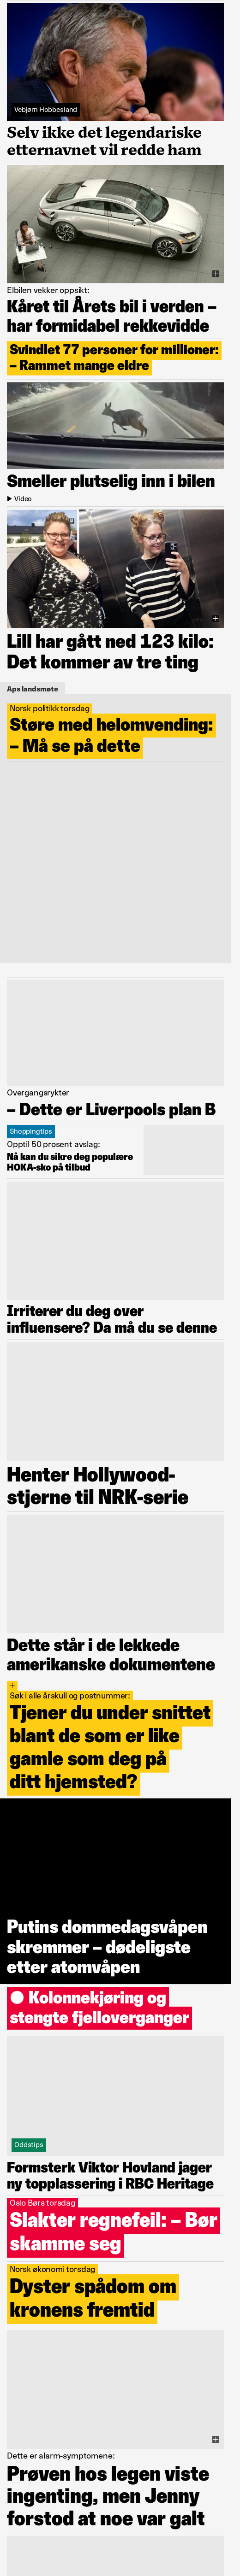 Vebjørn Hobbesland
Selv ikke det legendariske
etternavnet vil redde ham
Elbilen vekker oppsikt:
Kåret til Årets bil i verden –
har formidabel rekkevidde
Svindlet 77 personer for millioner:
– Rammet mange eldre
Smeller plutselig inn i bilen
Video
Lill har gått ned 123 kilo:
Det kommer av tre ting
Aps landsmøte
Norsk politikk torsdag
Støre med helomvending:
– Må se på dette
Overgangsrykter
– Dette er Liverpools plan B
Shoppingtips
Opptil 50 prosent avslag:
Nå kan du sikre deg populære
HOKA-sko på tilbud
Irriterer du deg over
influensere? Da må du se denne
Henter Hollywood-
stjerne til NRK-serie
Dette står i de lekkede
amerikanske dokumentene
+
Søk i alle årskull og postnummer:
Tjener du under snittet
blant de som er like
gamle som deg på
ditt hjemsted?
Putins dommedagsvåpen
skremmer – dødeligste
etter atomvåpen
Kolonnekjøring og
stengte fjelloverganger
Oddstips
Formsterk Viktor Hovland jager
ny topplassering i RBC Heritage
Oslo Børs torsdag
Slakter regnefeil: – Bør
skamme seg
Norsk økonomi torsdag
Dyster spådom om
kronens fremtid
Dette er alarm-symptomene:
Prøven hos legen viste
ingenting, men Jenny
forstod at noe var galt